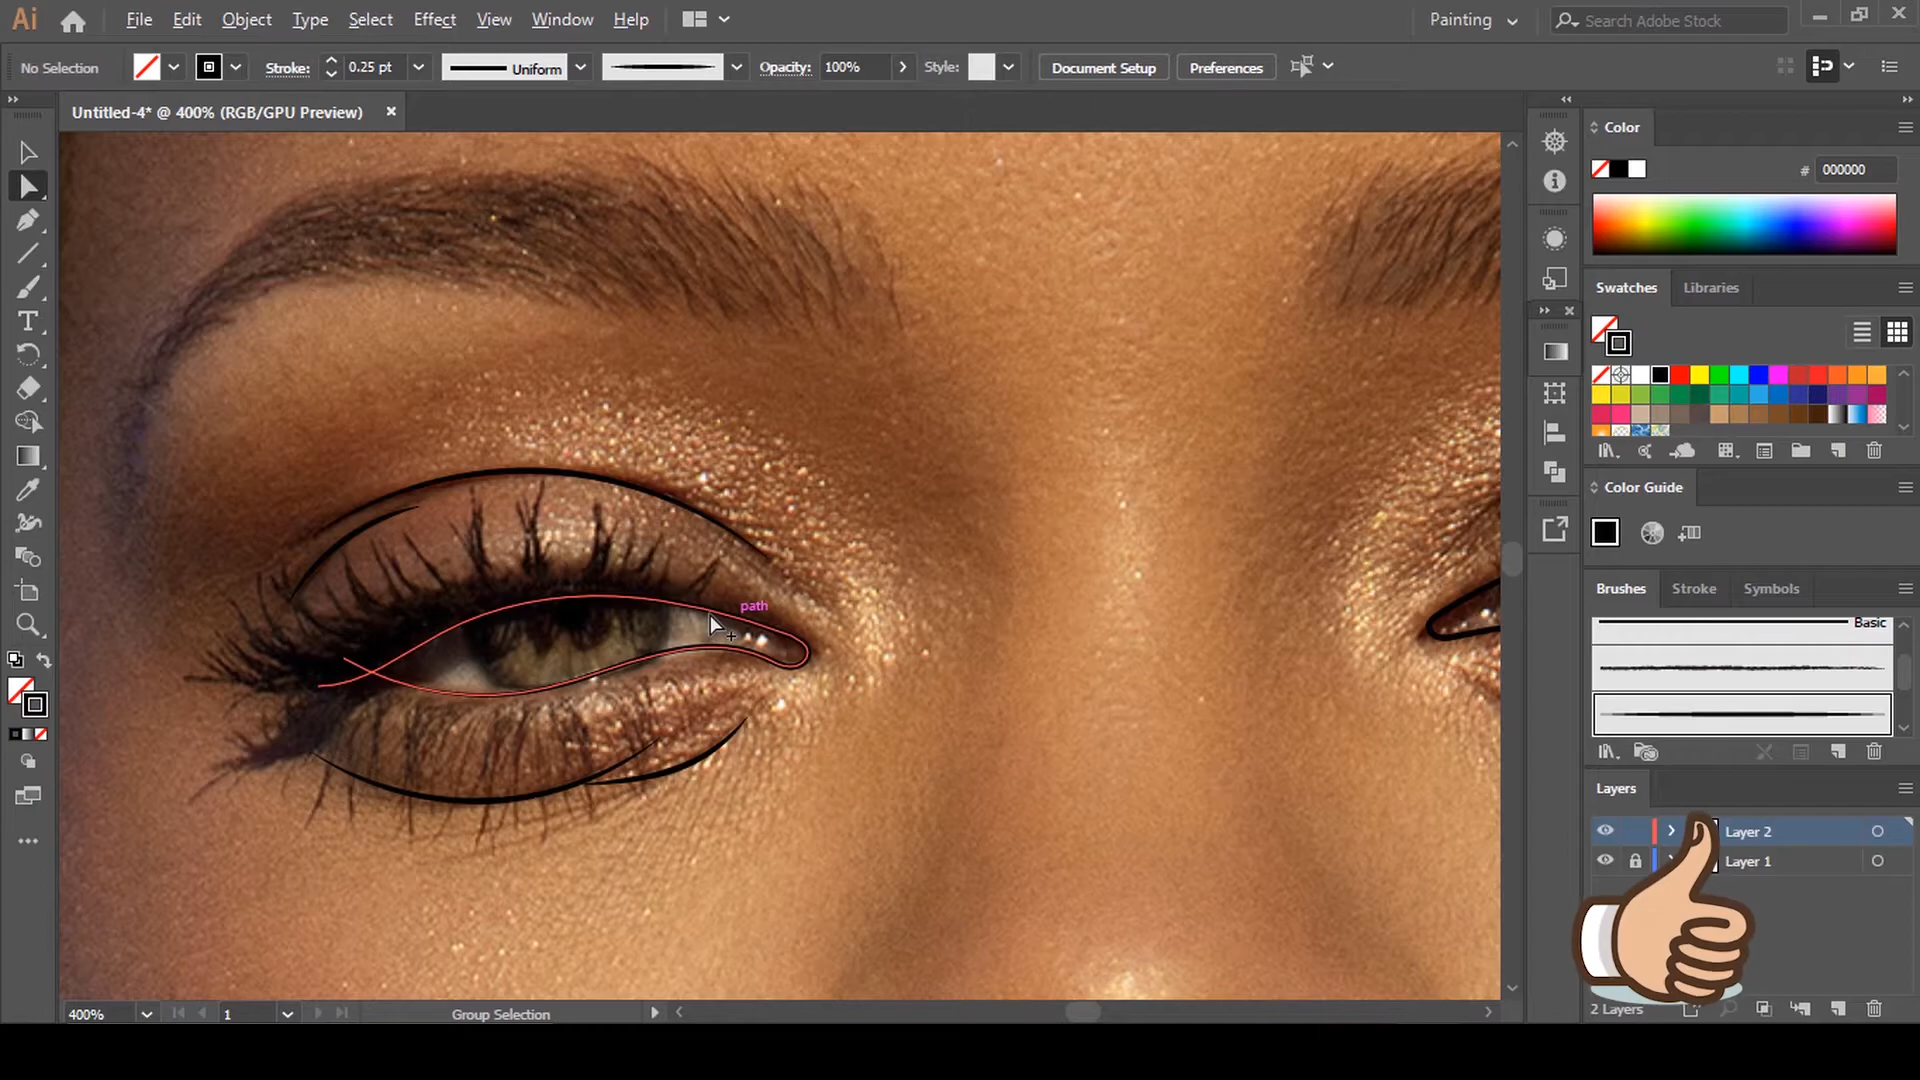 Ai File Edit Object Type Select Effect View Window Help Painting Search Adobe Stock
No Selection Stroke: 0.25 pt Uniform Opacity: 100% Style: Document Setup Preferences
Untitled-4* @ 400% (RGB/GPU Preview)
Color
# 000000
Swatches Libraries
Color Guide
Brushes Stroke Symbols
Basic
path
Layers
Layer 2
Layer 1
2 Layers
400% 1 Group Selection